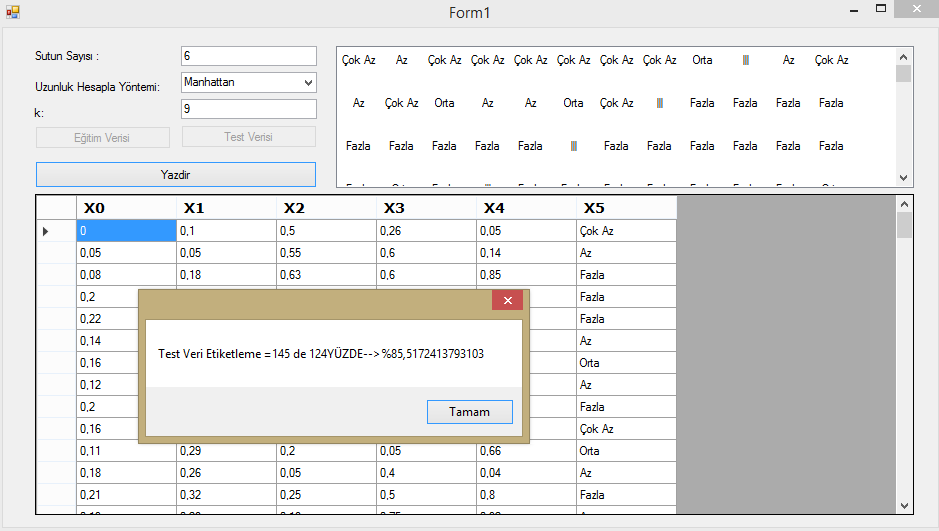 Form1
Sutun Sayısı :
6
Uzunluk Hesapla Yöntemi:
Manhattan
k:
9
Eğitim Verisi
Test Verisi
Yazdir
Çok Az Az Çok Az Çok Az Çok Az Çok Az Çok Az Çok Az Orta Az Çok Az
Az Çok Az Orta Az Az Orta Çok Az Fazla Fazla Fazla Fazla
Fazla Fazla Fazla Fazla Fazla Fazla Fazla Fazla Fazla Fazla Fazla
X0 X1 X2 X3 X4 X5
0 0,1 0,5 0,26 0,05 Çok Az
0,05 0,05 0,55 0,6 0,14 Az
0,08 0,18 0,63 0,6 0,85 Fazla
0,2 Fazla
0,22 Fazla
0,14 Az
0,16 Orta
0,12 Az
0,2 Fazla
0,16 Çok Az
0,11 0,29 0,2 0,05 0,66 Orta
0,18 0,26 0,05 0,4 0,04 Az
0,21 0,32 0,25 0,5 0,8 Fazla
Test Veri Etiketleme =145 de 124YÜZDE-->%85,5172413793103
Tamam